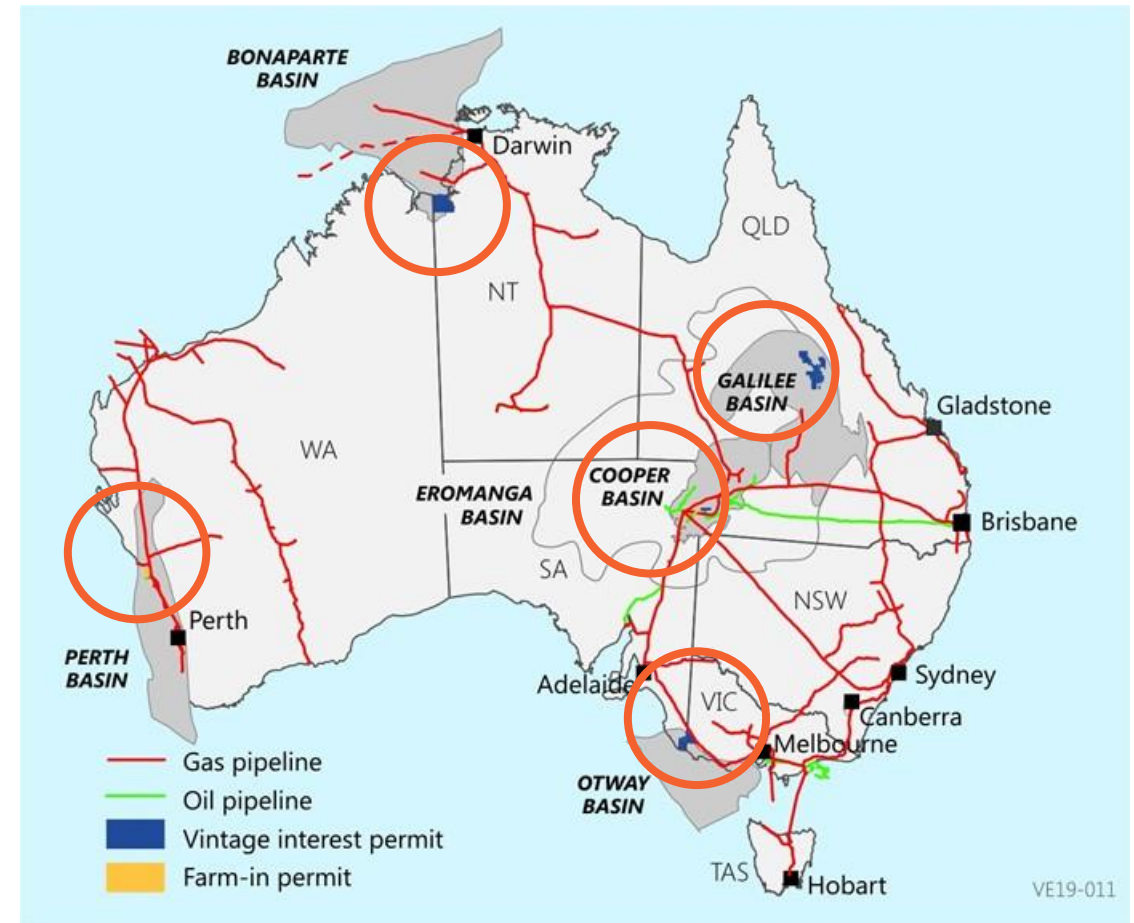 BONAPARTE
BASIN
Darwin
QLD
NT
GALILEE
BASIN
Gladstone
WA
COOPER
BASIN
EROMANGA
BASIN
Brisbane
SA
NSW
Perth
PERTH
BASIN
Adelaide
Sydney
VIC
Canberra
Melbourne
OTWAY
BASIN
Gas pipeline
Oil pipeline
Vintage interest permit
Farm-in permit
TAS
Hobart
VE19-011